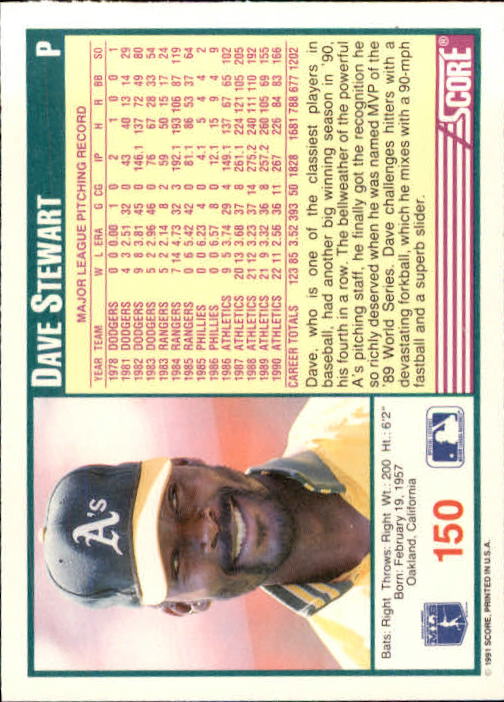 DAVE STEWART P
MAJOR LEAGUE PITCHING RECORD
YEAR TEAM W L ERA G CG IP H R BB SO
1978 DODGERS 0 0 0.00 1 0 2 1 0 0 1
1981 DODGERS 4 3 2.51 32 0 43 40 13 14 29
1982 DODGERS 9 8 3.81 45 0 146.1 137 72 49 80
1983 DODGERS 5 2 2.96 46 0 76 67 28 33 54
1983 RANGERS 5 2 2.14 8 2 59 50 15 17 24
1984 RANGERS 7 14 4.73 32 3 192.1 193 106 87 119
1985 RANGERS 0 6 5.42 42 0 81.1 86 53 37 64
1985 PHILLIES 0 0 6.23 4 0 4.1 5 4 4 2
1986 PHILLIES 0 0 6.57 8 0 12.1 15 9 4 9
1986 ATHLETICS 9 5 3.74 29 4 149.1 137 67 65 102
1987 ATHLETICS 20 13 3.68 37 8 261.1 224 121 105 205
1988 ATHLETICS 21 12 3.23 37 14 275.2 240 111 110 192
1989 ATHLETICS 21 9 3.32 36 8 257.2 260 105 69 155
1990 ATHLETICS 22 11 2.56 36 11 267 226 84 83 166
CAREER TOTALS 123 85 3.52 393 50 1828 1681 788 677 1202
Dave, who is one of the classiest players in
baseball, had another big winning season in '90,
his fourth in a row. The bellweather of the powerful
A's pitching staff, he finally got the recognition he
so richly deserved when he was named MVP of the
'89 World Series. Dave challenges hitters with a
devastating forkball, which he mixes with a 90-mph
fastball and a superb slider.
A's
Bats: Right Throws: Right Wt.: 200 Ht.: 6'2"
Born: February 19, 1957
Oakland, California
150
SCORE®
© 1991 SCORE, PRINTED IN U.S.A.